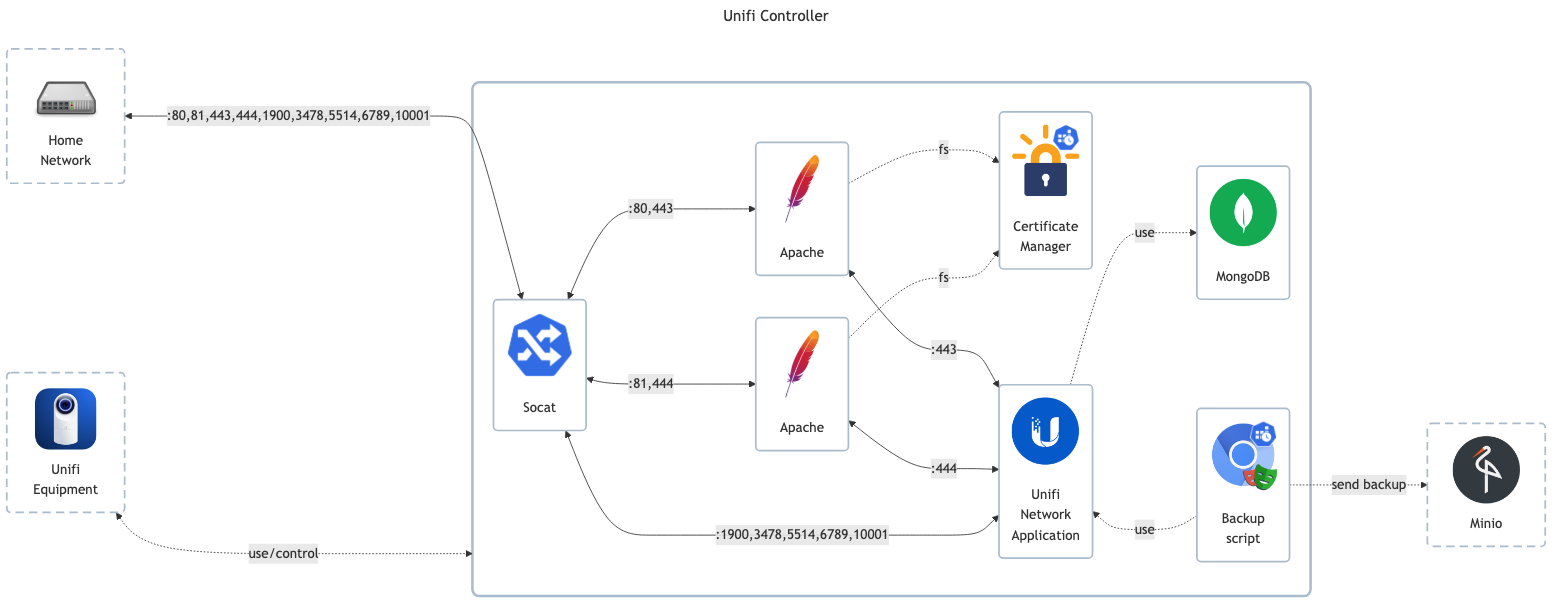 Unifi Controller
Home
Network
:80,81,443,444,1900,3478,5514,6789,10001
Unifi
Equipment
use/control
Socat
:80,443
:81,444
:1900,3478,5514,6789,10001
Apache
Apache
fs
fs
:443
:444
Certificate
Manager
Unifi
Network
Application
use
use
MongoDB
Backup
script
send backup
Minio